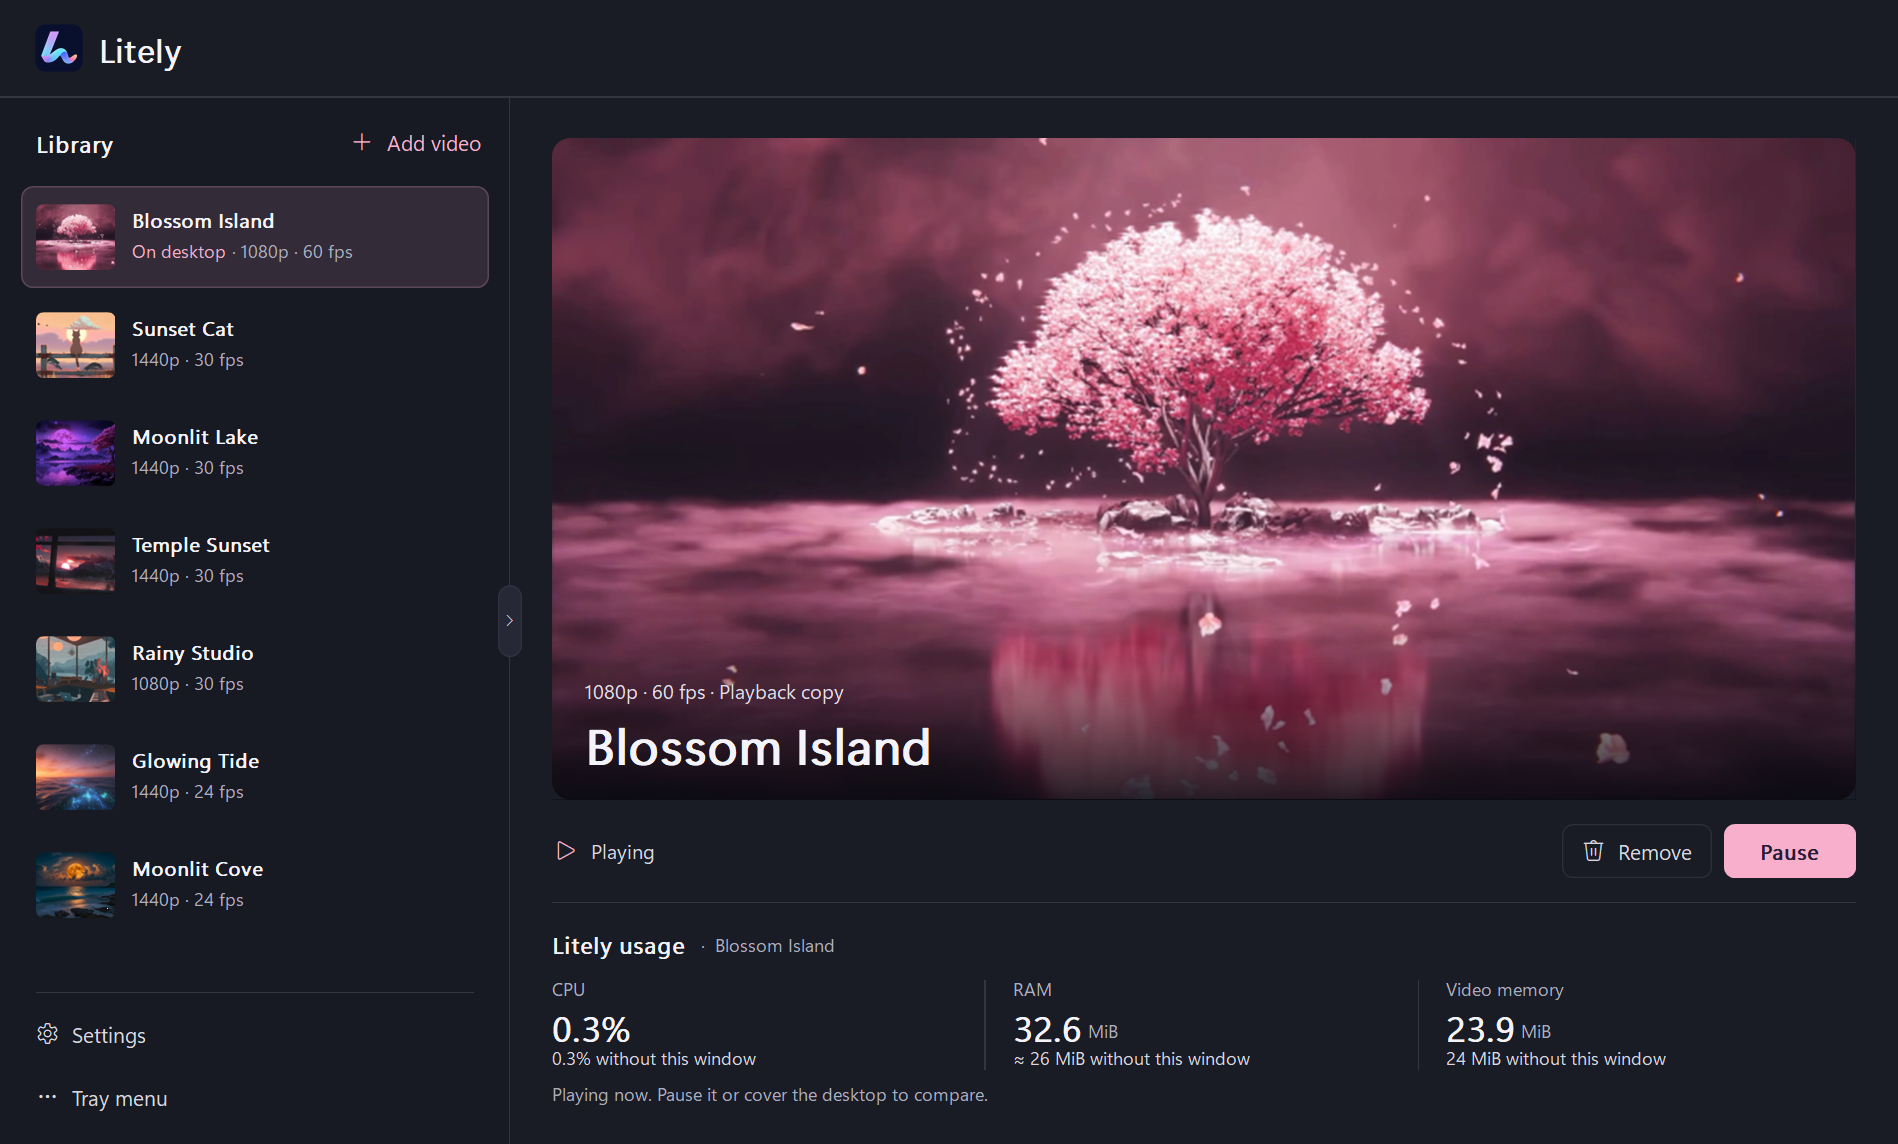 Litely
Library
Add video
Blossom Island
On desktop · 1080p · 60 fps
Sunset Cat
1440p · 30 fps
Moonlit Lake
1440p · 30 fps
Temple Sunset
1440p · 30 fps
Rainy Studio
1080p · 30 fps
Glowing Tide
1440p · 24 fps
Moonlit Cove
1440p · 24 fps
Settings
Tray menu
1080p · 60 fps · Playback copy
Blossom Island
Playing
Remove
Pause
Litely usage · Blossom Island
CPU
0.3%
0.3% without this window
RAM
32.6 MiB
≈ 26 MiB without this window
Video memory
23.9 MiB
24 MiB without this window
Playing now. Pause it or cover the desktop to compare.